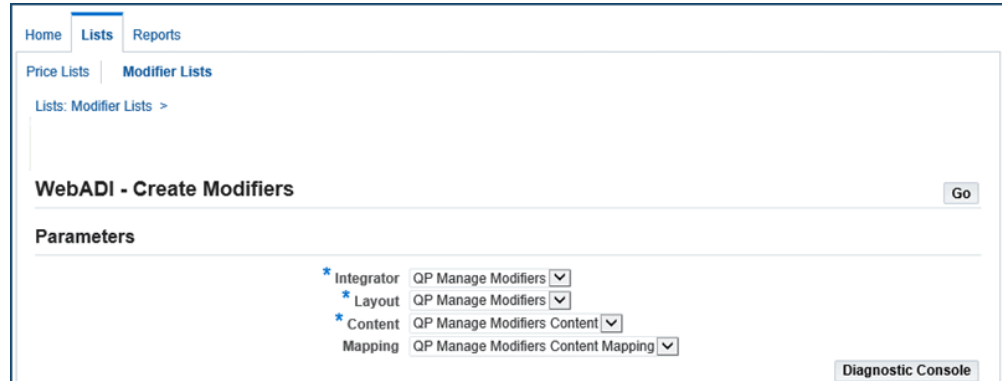 Home Lists Reports
Price Lists Modifier Lists
Lists: Modifier Lists >
WebADI - Create Modifiers Go
Parameters
* Integrator QP Manage Modifiers
* Layout QP Manage Modifiers
* Content QP Manage Modifiers Content
Mapping QP Manage Modifiers Content Mapping
Diagnostic Console